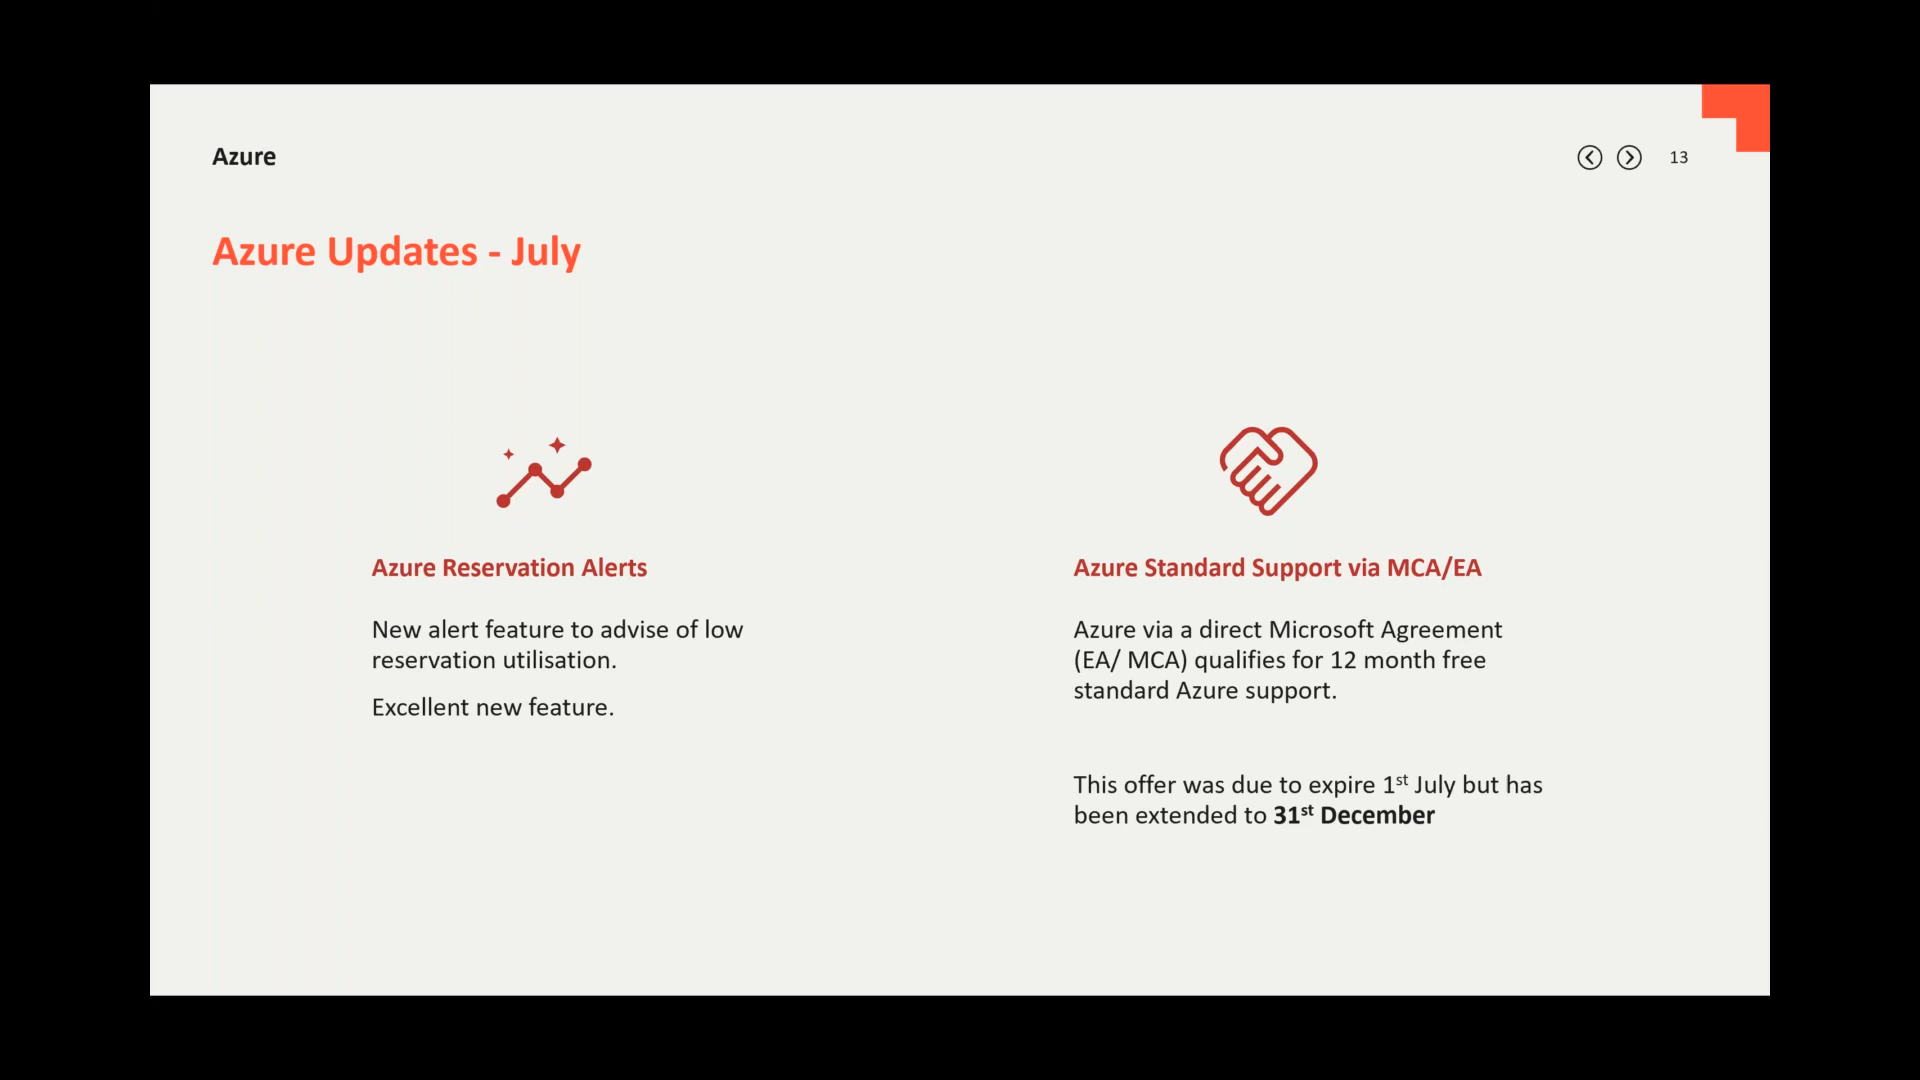 Azure
13
Azure Updates - July
Azure Reservation Alerts
New alert feature to advise of low
reservation utilisation.
Excellent new feature.
Azure Standard Support via MCA/EA
Azure via a direct Microsoft Agreement
(EA/ MCA) qualifies for 12 month free
standard Azure support.
This offer was due to expire 1st July but has
been extended to 31st December